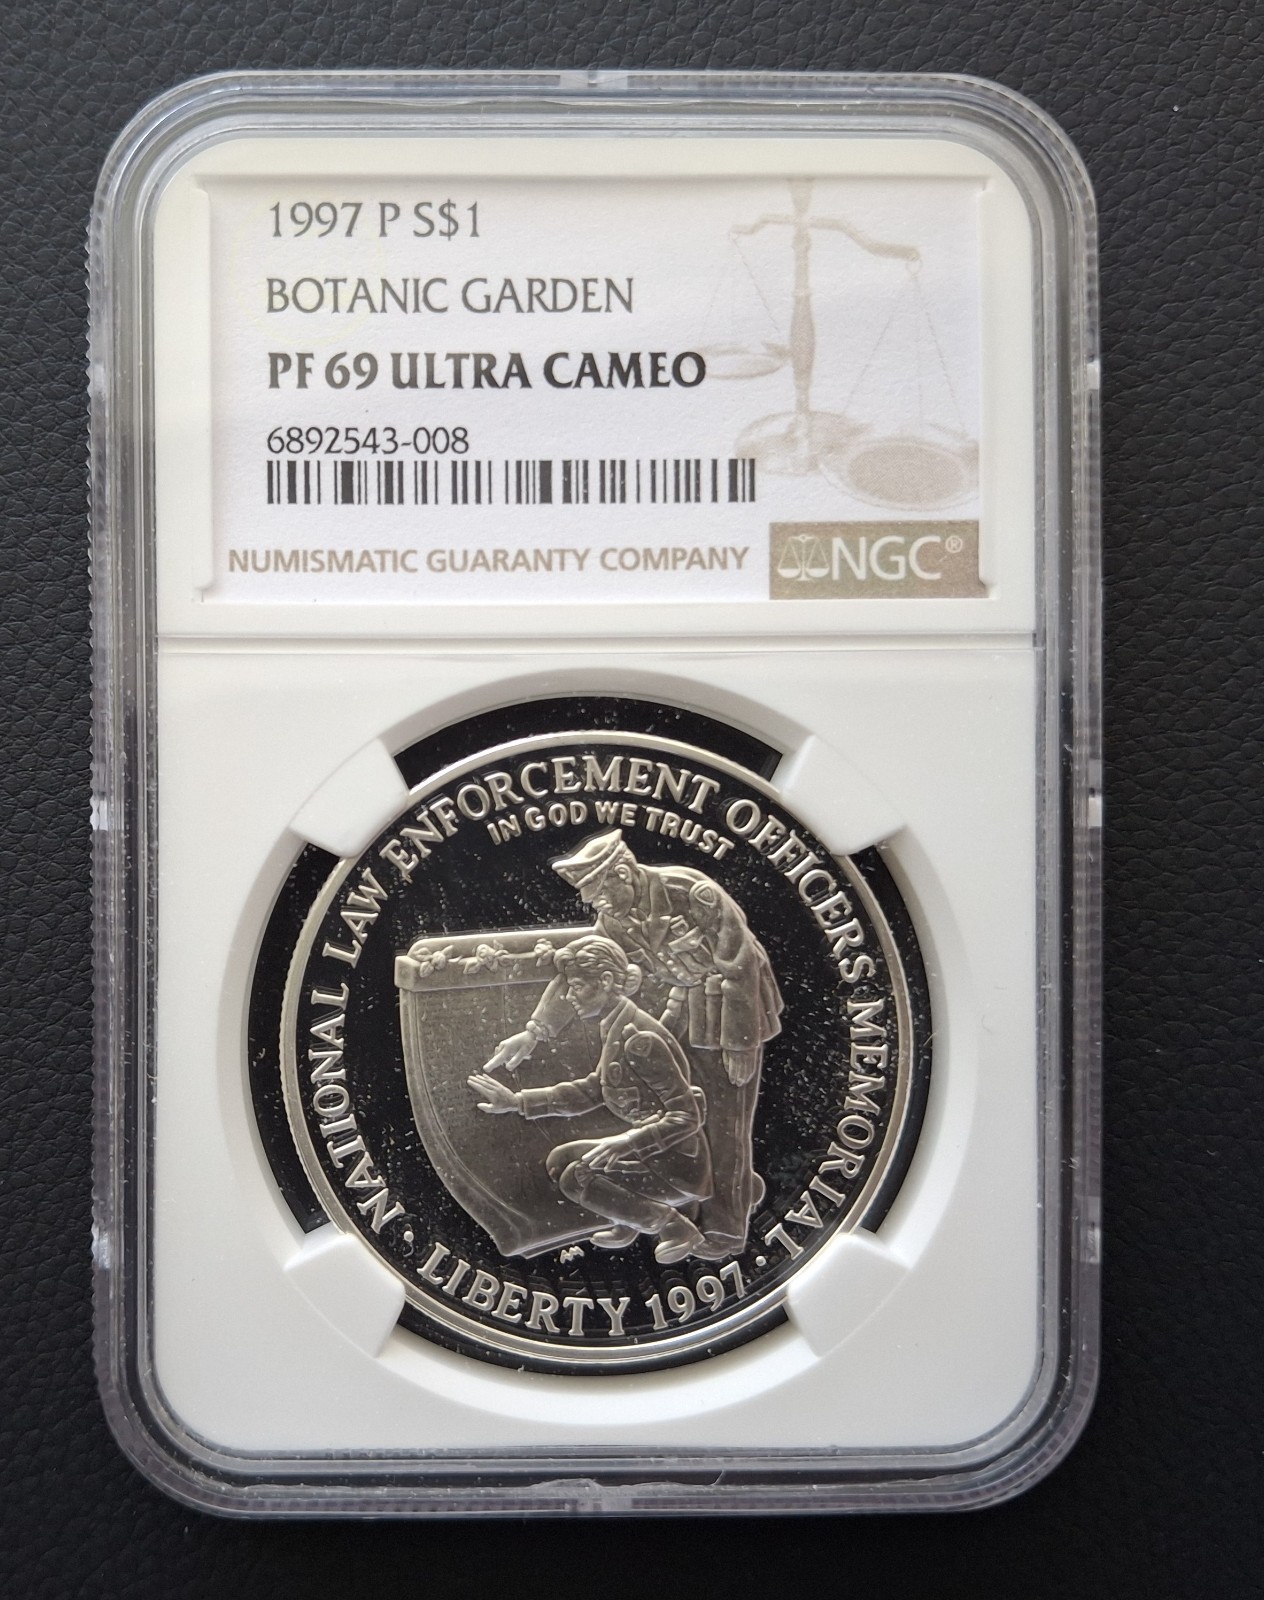 1997 P S$1
BOTANIC GARDEN
PF 69 ULTRA CAMEO
6892543-008
NUMISMATIC GUARANTY COMPANY
NGC®
NATIONAL LAW ENFORCEMENT OFFICERS MEMORIAL
IN GOD WE TRUST
AM
· LIBERTY 1997 ·